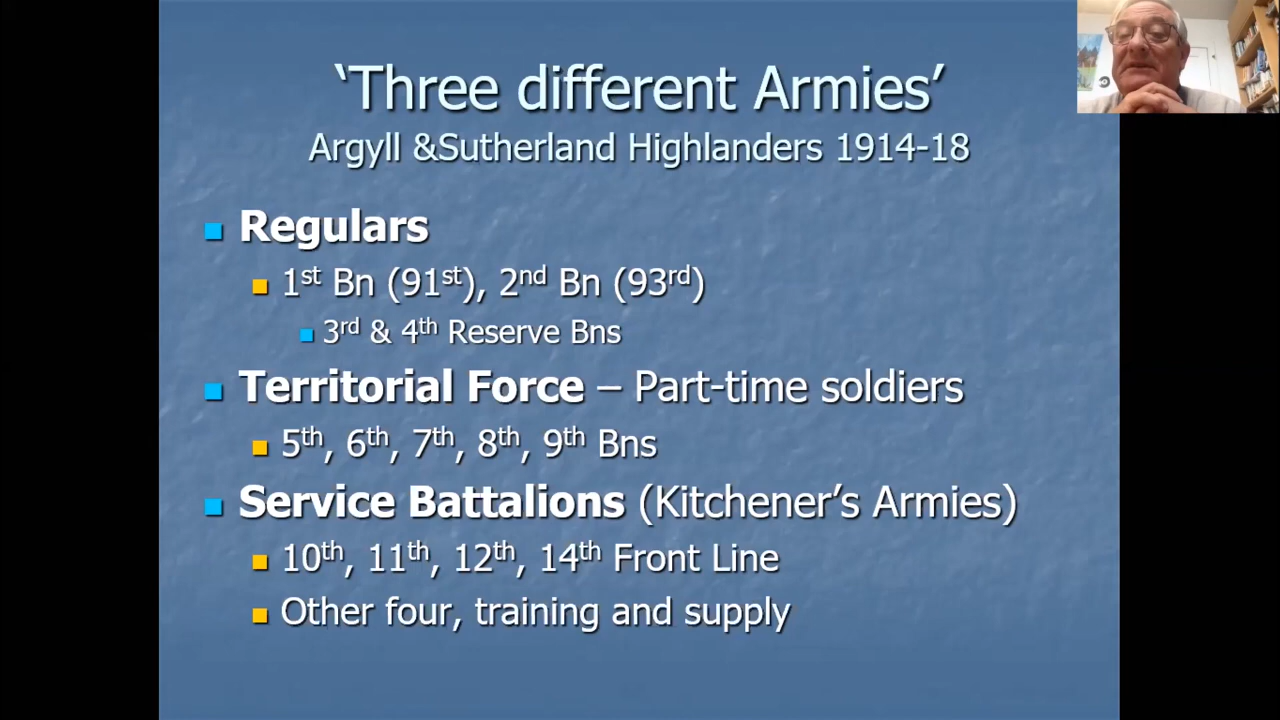 ‘Three different Armies’
Argyll &Sutherland Highlanders 1914-18
Regulars
1st Bn (91st), 2nd Bn (93rd)
3rd & 4th Reserve Bns
Territorial Force – Part-time soldiers
5th, 6th, 7th, 8th, 9th Bns
Service Battalions (Kitchener’s Armies)
10th, 11th, 12th, 14th Front Line
Other four, training and supply